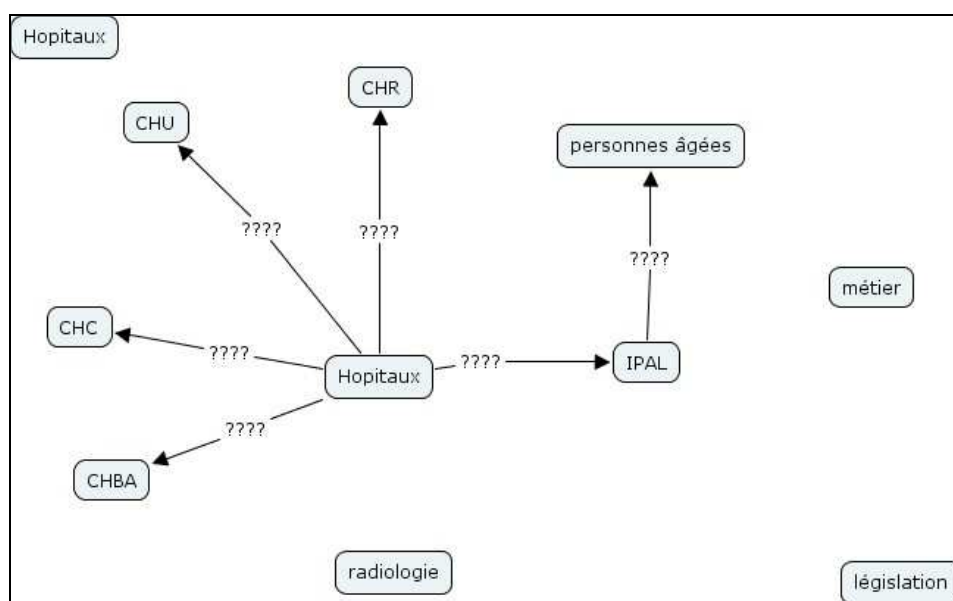 Hopitaux
CHR
CHU
personnes âgées
????
????
????
métier
CHC
????
????
IPAL
Hopitaux
????
CHBA
radiologie
législation